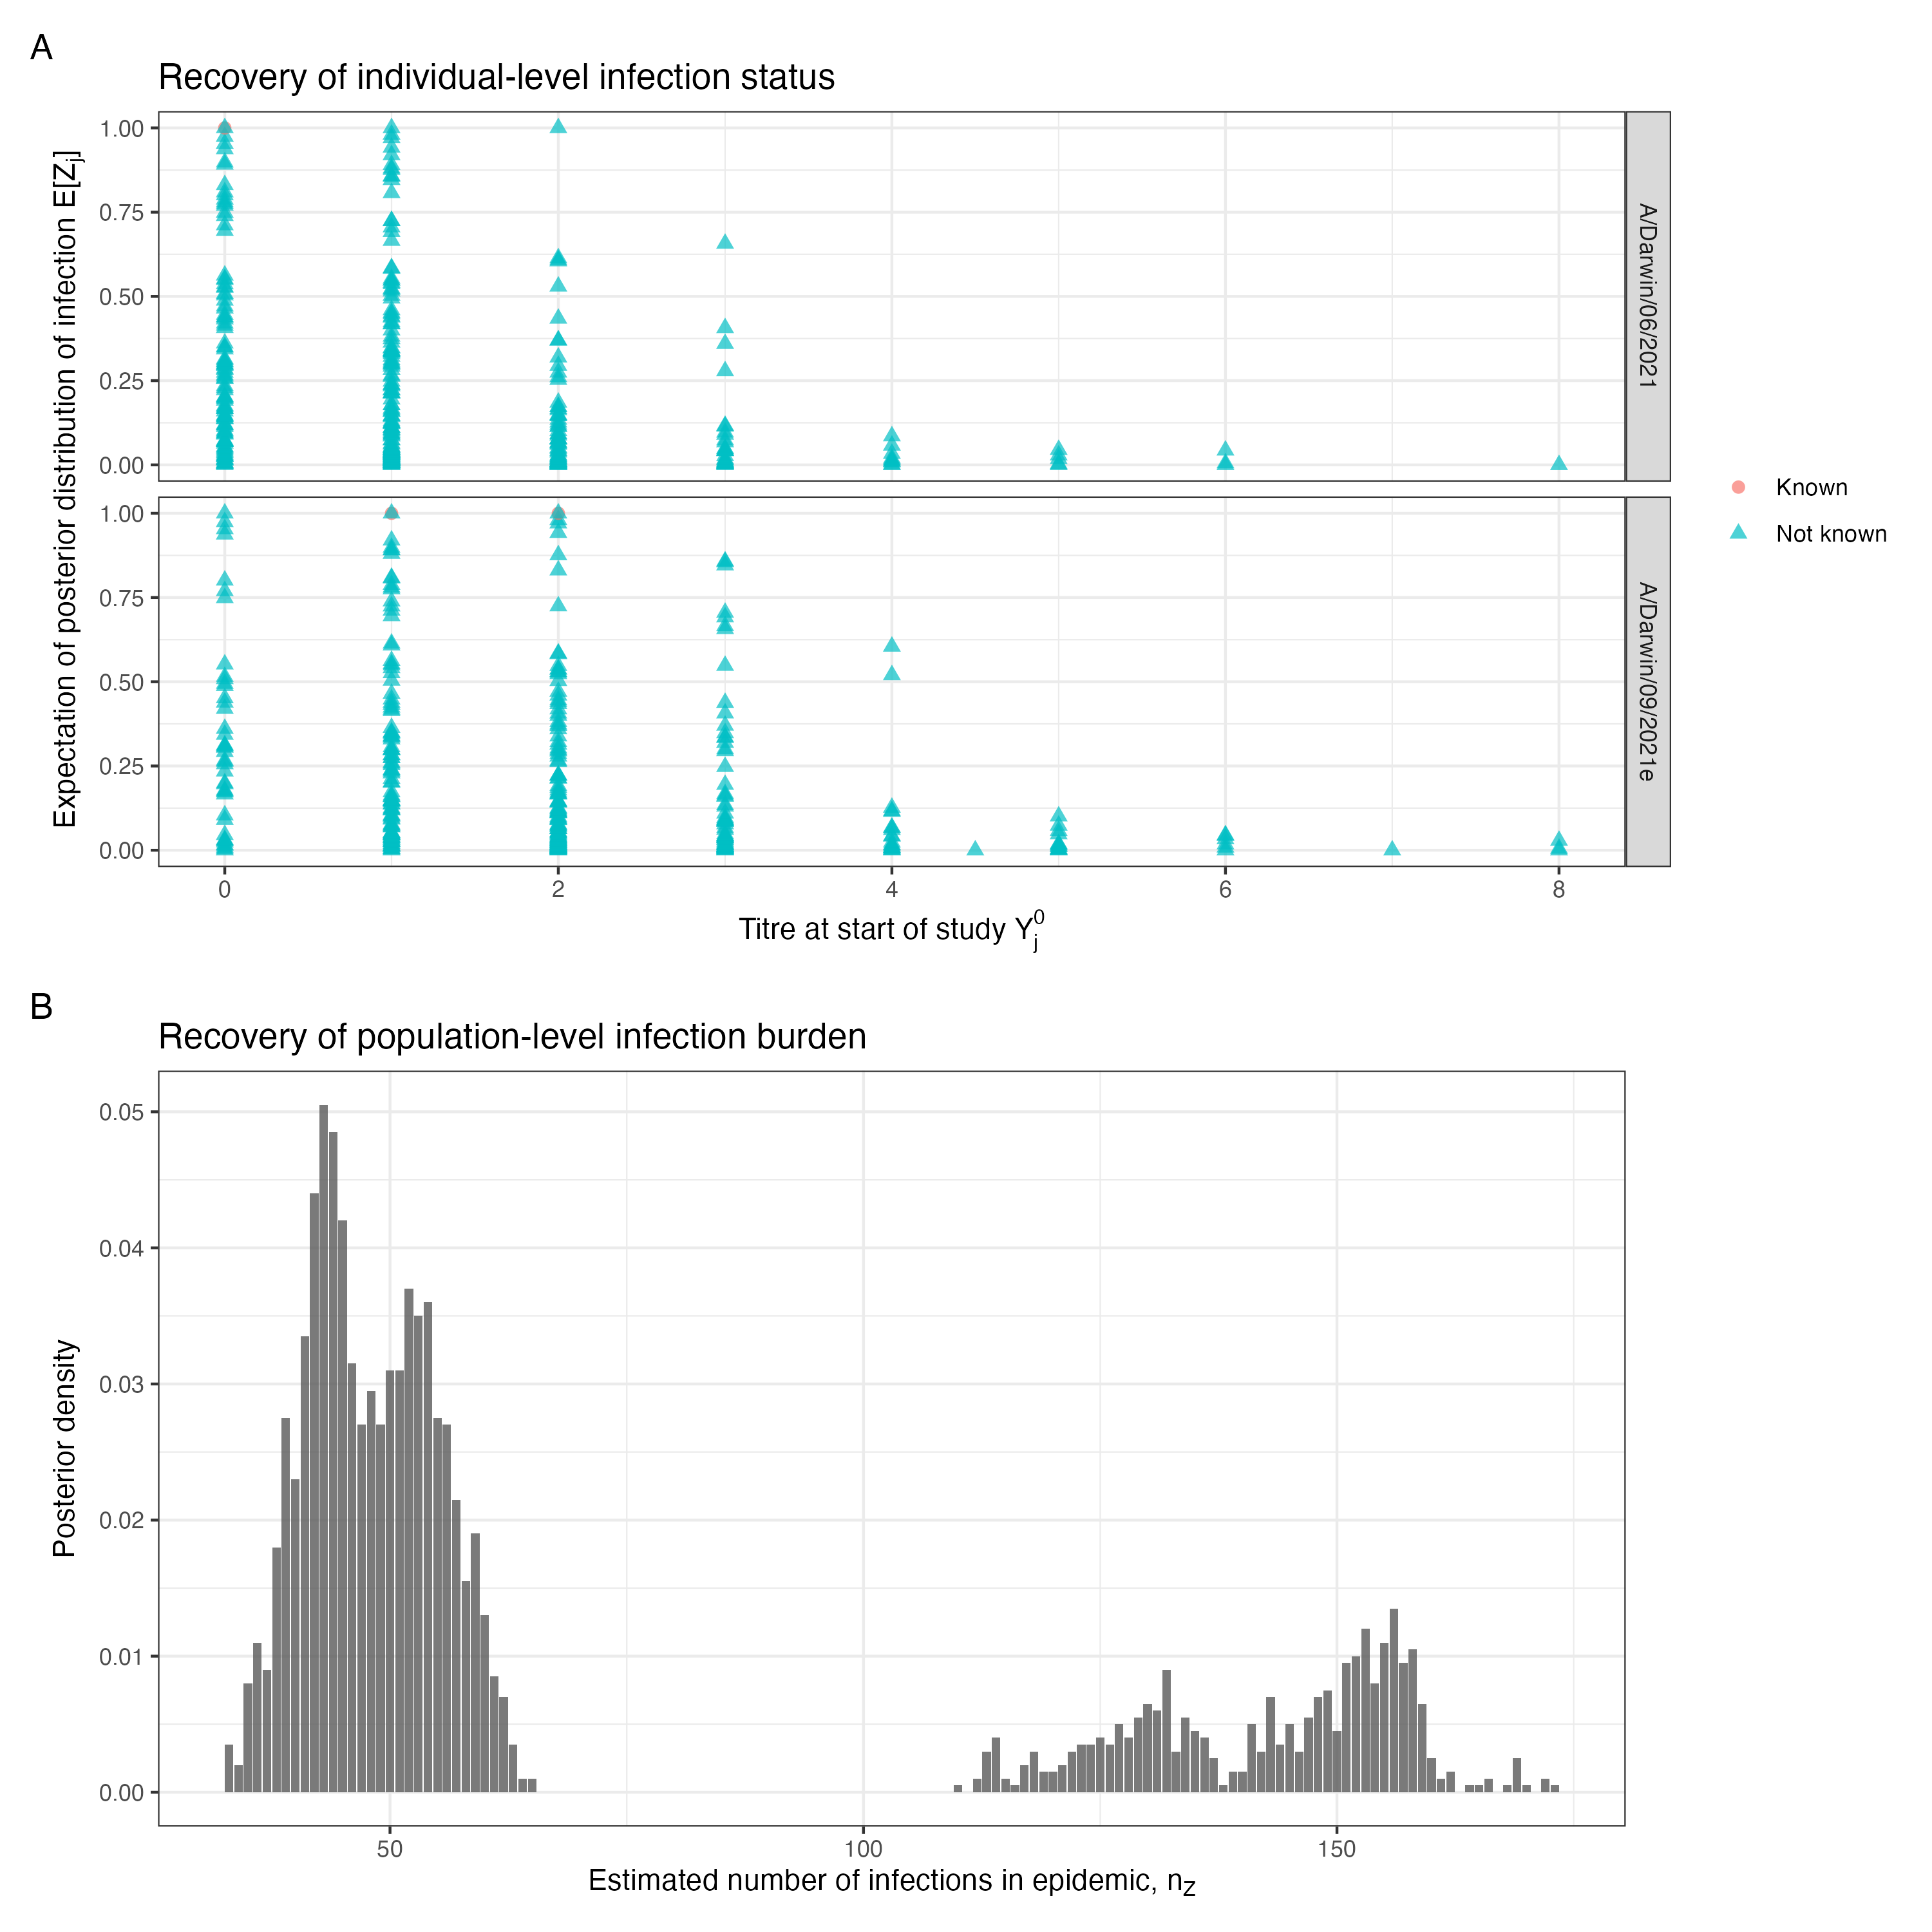 A
Recovery of individual-level infection status
Expectation of posterior distribution of infection E[Zj]
1.00
0.75
0.50
0.25
0.00
A/Darwin/06/2021
1.00
0.75
0.50
0.25
0.00
A/Darwin/09/2021e
0 2 4 6 8
Titre at start of study Yj0
Known
Not known
B
Recovery of population-level infection burden
Posterior density
0.05
0.04
0.03
0.02
0.01
0.00
50 100 150
Estimated number of infections in epidemic, nZ